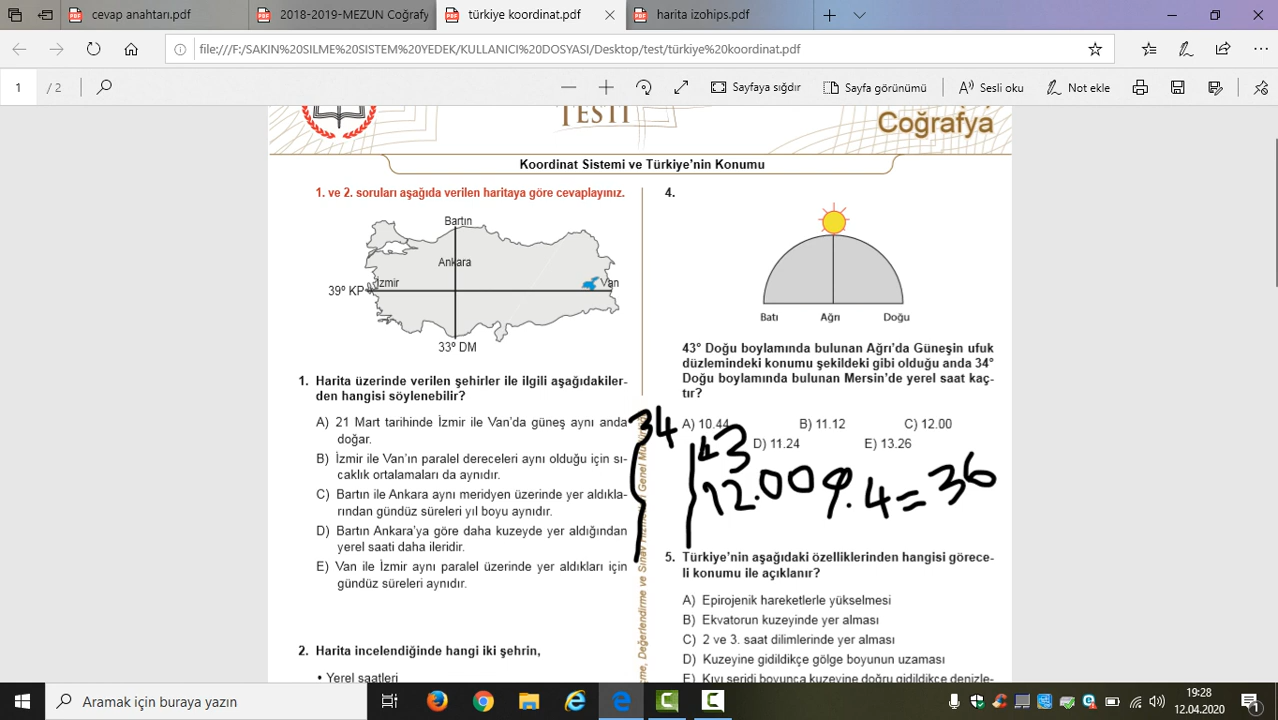 cevap anahtarı.pdf
2018-2019-Coğrafy
türkiye koordinat.pdf
harita koordinat.pdf
file:///F:/SAKIN%20SILME%20SISTEM%20YEDEK/KULLANICI%20DOSYASI/Desktop/test/türkiye%20koordinat.pdf
1 / 2
Sayfaya sığdır
Sayfa görünümü
Sesli oku
Not ekle
TESTİ
Coğrafya
Koordinat Sistemi ve Türkiye'nin Konumu
1. ve 2. soruları aşağıda verilen haritaya göre cevaplayınız.
Bartın
Ankara
İzmir
Van
39º KP
33º DM
1. Harita üzerinde verilen şehirler ile ilgili aşağıdakiler-
den hangisi söylenebilir?
A) 21 Mart tarihinde İzmir ile Van'da güneş aynı anda
doğar.
B) İzmir ile Van'ın paralel dereceleri aynı olduğu için sı-
caklık ortalamaları da aynıdır.
C) Bartın ile Ankara aynı meridyen üzerinde yer aldıkla-
rından gündüz süreleri yıl boyu aynıdır.
D) Bartın Ankara'ya göre daha kuzeyde yer aldığından
yerel saati daha ileridir.
E) Van ile İzmir aynı paralel üzerinde yer aldıkları için
gündüz süreleri aynıdır.
2. Harita incelendiğinde hangi iki şehrin,
• Yerel saatleri
4.
Batı Ağrı Doğu
43° Doğu boylamında bulunan Ağrı'da Güneşin ufuk
düzlemindeki konumu şekildeki gibi olduğu anda 34°
Doğu boylamında bulunan Mersin'de yerel saat kaç-
tır?
A) 10.44 B) 11.12 C) 12.00
D) 11.24 E) 13.26
34
43
12.00 9.4=36
5. Türkiye'nin aşağıdaki özelliklerinden hangisi görece-
li konumu ile açıklanır?
A) Epirojenik hareketlerle yükselmesi
B) Ekvatorun kuzeyinde yer alması
C) 2 ve 3. saat dilimlerinde yer alması
D) Kuzeyine gidildikçe gölge boyunun uzaması
E) Kıyı şeridi boyunca kuzeye doğru gidildikçe denizle-
Aramak için buraya yazın
19:28
12.04.2020